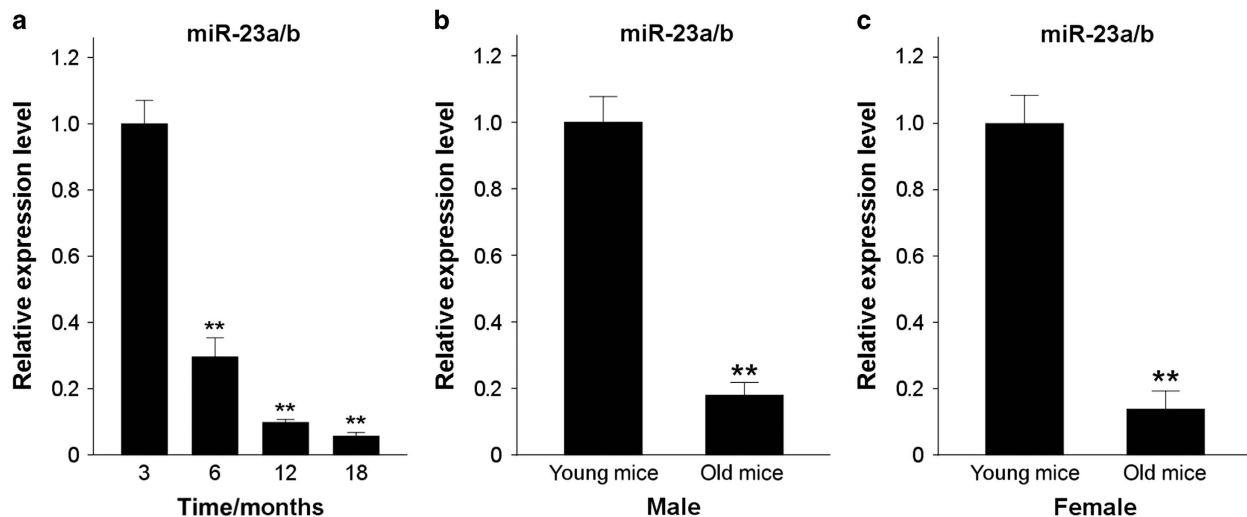 a
miR-23a/b
Relative expression level
1.2
1.0
0.8
0.6
0.4
0.2
0
**
**
**
3 6 12 18
Time/months
b
miR-23a/b
Relative expression level
1.2
1.0
0.8
0.6
0.4
0.2
0
**
Young mice Old mice
Male
c
miR-23a/b
Relative expression level
1.2
1.0
0.8
0.6
0.4
0.2
0
**
Young mice Old mice
Female